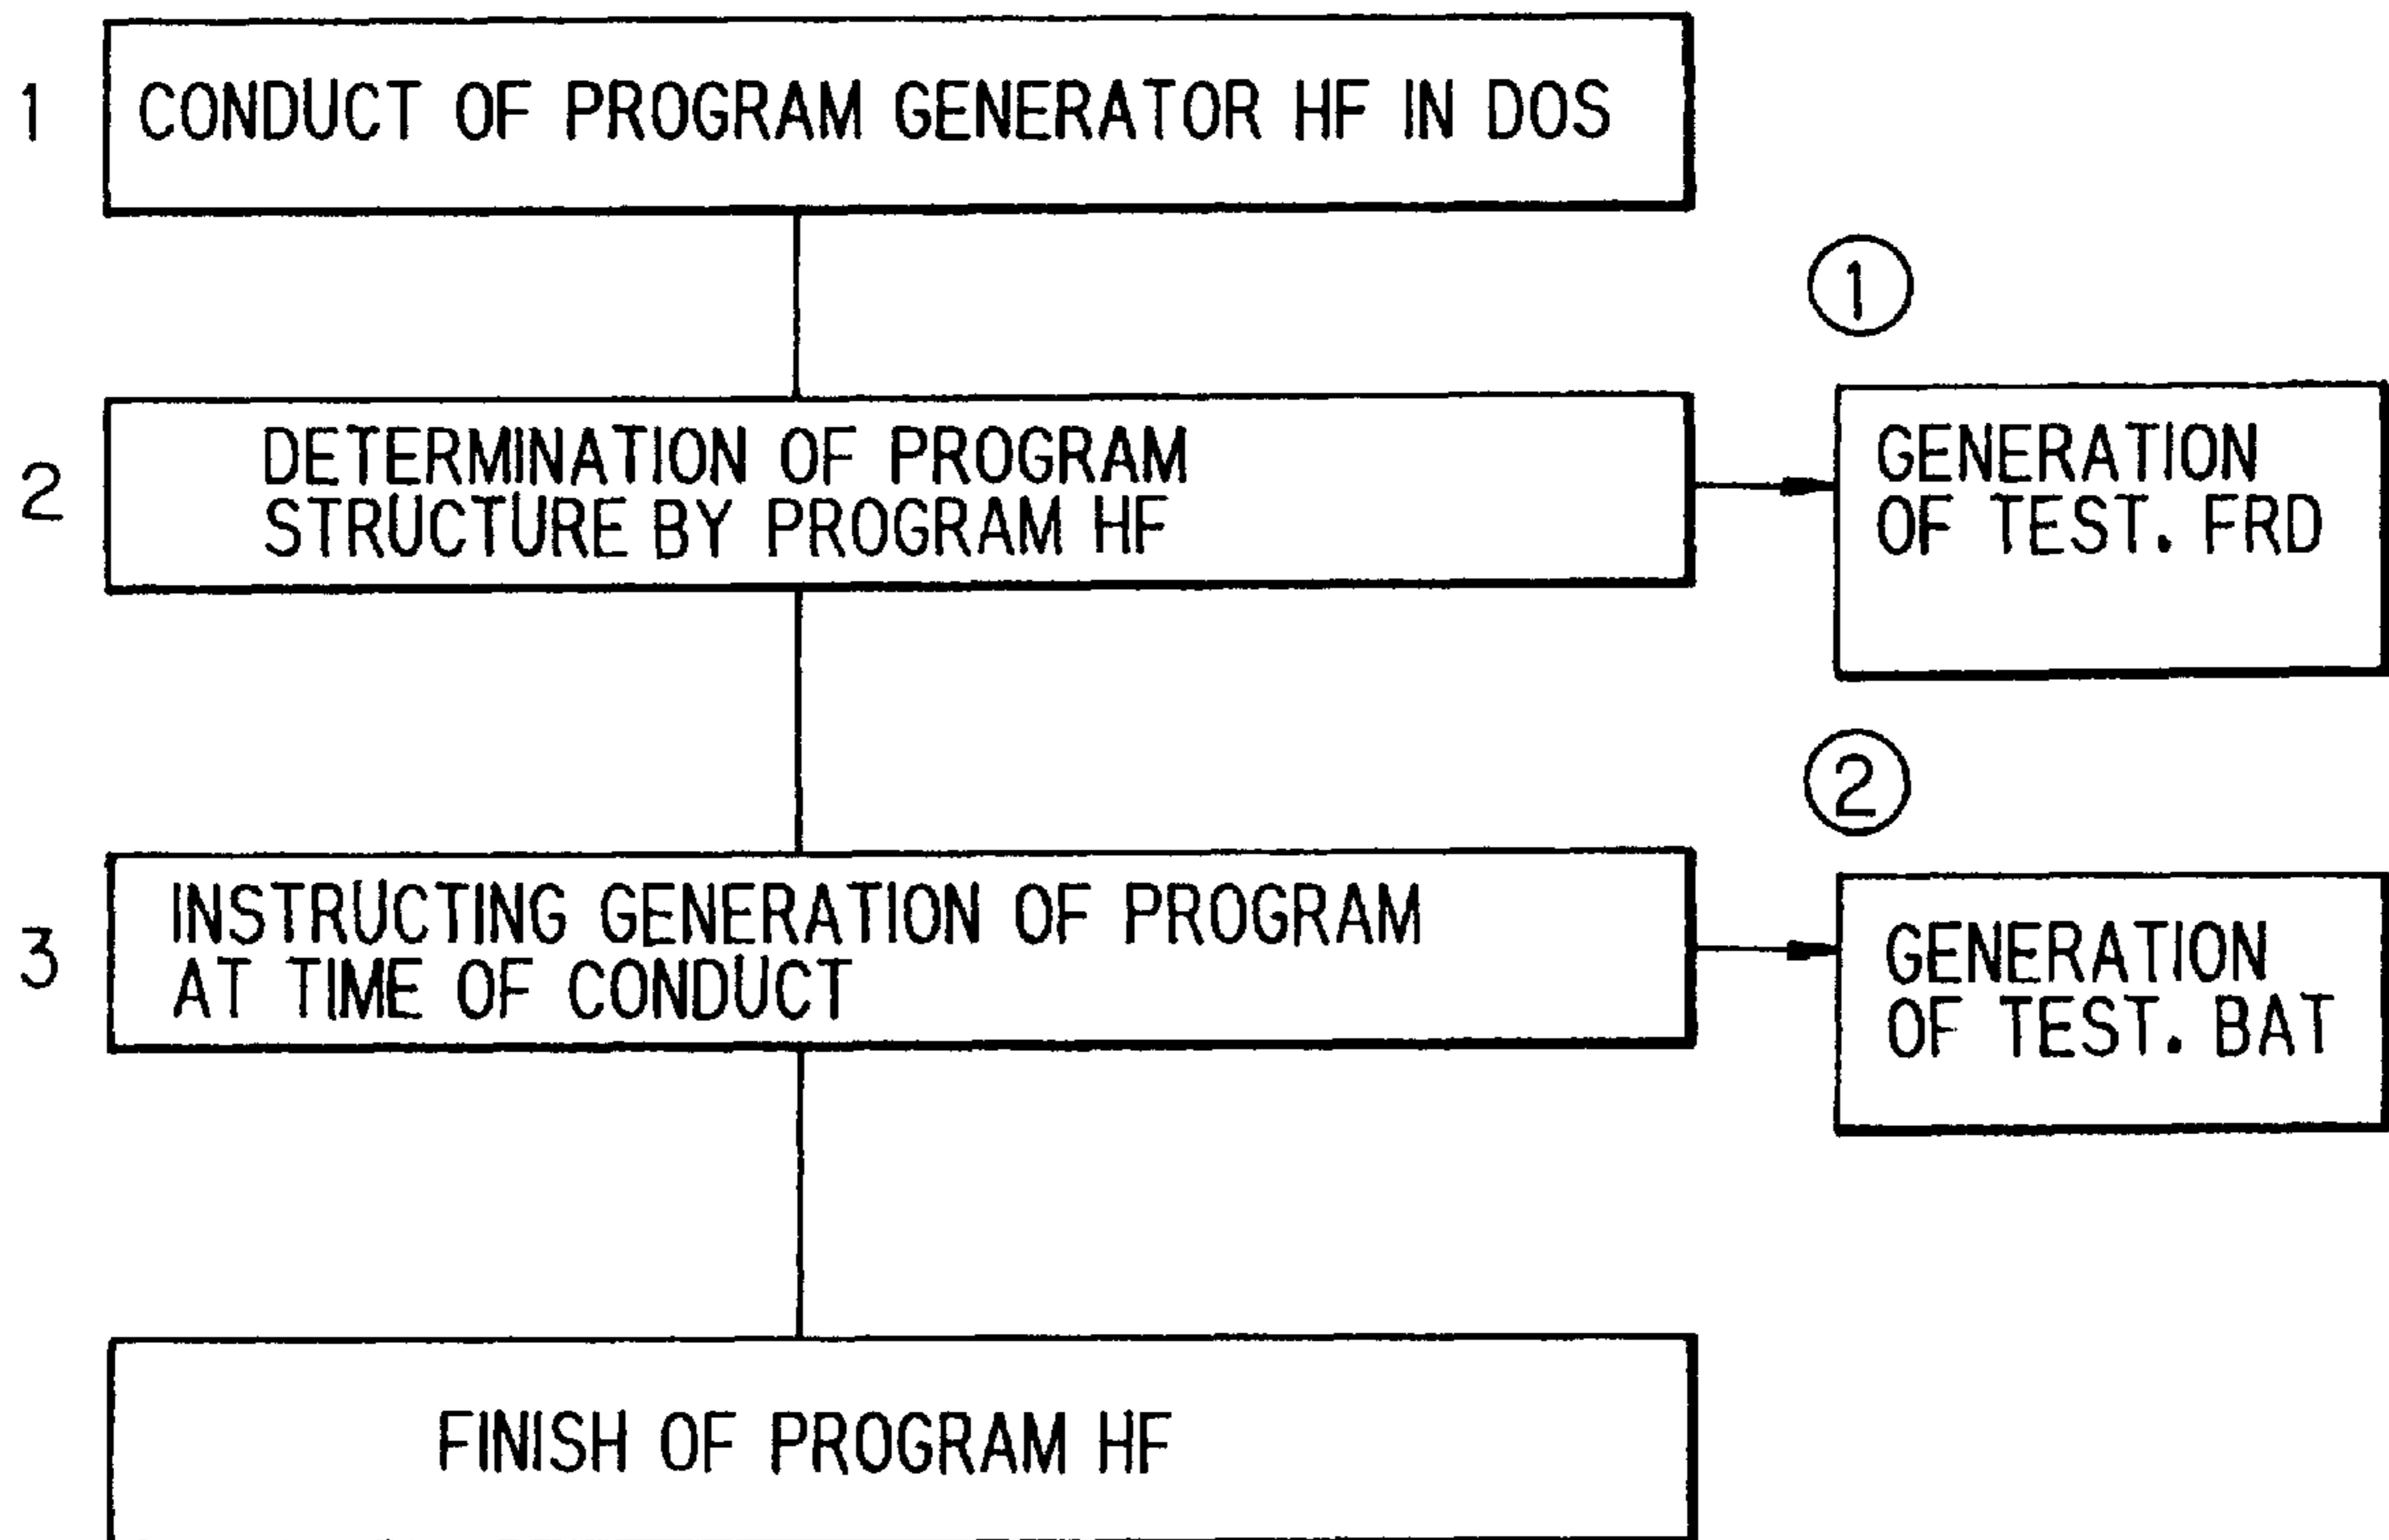 1
CONDUCT OF PROGRAM GENERATOR HF IN DOS
2
DETERMINATION OF PROGRAM
STRUCTURE BY PROGRAM HF
①
GENERATION
OF TEST. FRD
3
INSTRUCTING GENERATION OF PROGRAM
AT TIME OF CONDUCT
②
GENERATION
OF TEST. BAT
FINISH OF PROGRAM HF